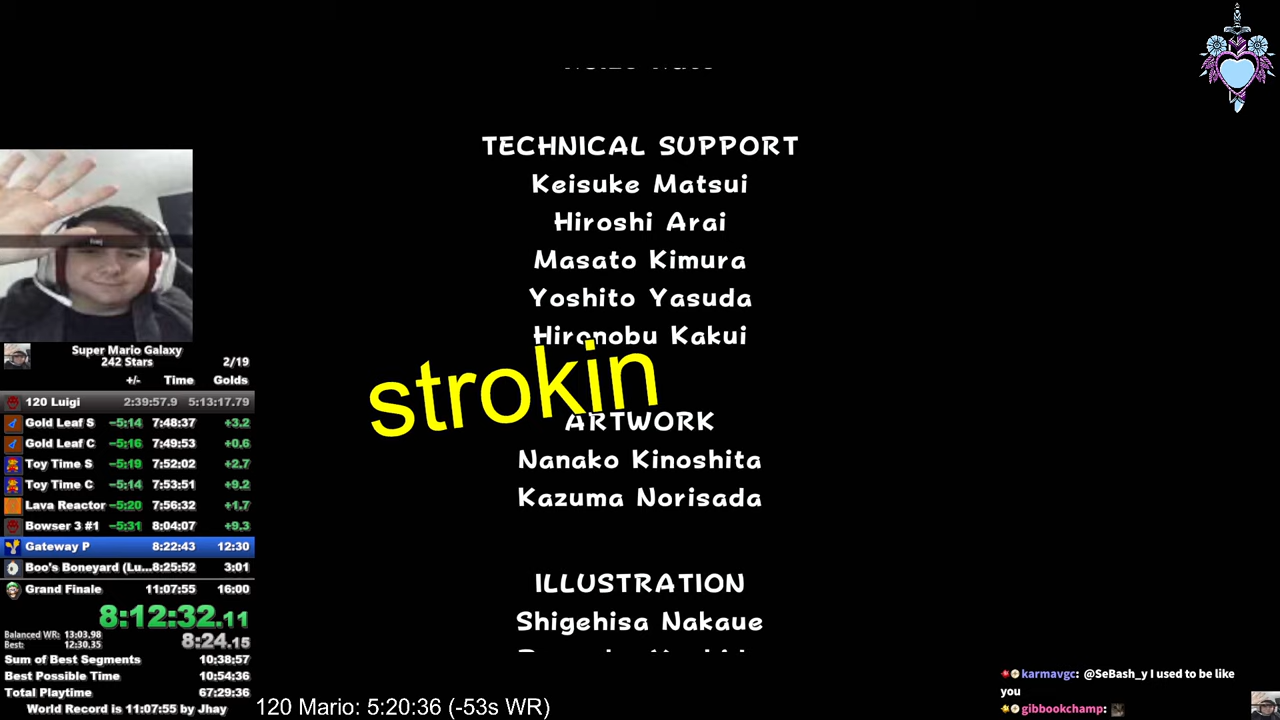 TECHNICAL SUPPORT
Keisuke Matsui
Hiroshi Arai
Masato Kimura
Yoshito Yasuda
Hironobu Kakui
strokin
ARTWORK
Nanako Kinoshita
Kazuma Norisada
ILLUSTRATION
Shigehisa Nakaue
Super Mario Galaxy
242 Stars 2/19
+/- Time Golds
120 Luigi 2:39:57.9 5:13:17.79
Gold Leaf S −5:14 7:48:37 +3.2
Gold Leaf C −5:16 7:49:53 +0.6
Toy Time S −5:19 7:52:02 +2.7
Toy Time C −5:14 7:53:51 +9.2
Lava Reactor −5:20 7:56:32 +1.7
Bowser 3 #1 −5:31 8:04:07 +9.3
Gateway P 8:22:43 12:30
Boo's Boneyard (Lu... 8:25:52 3:01
Grand Finale 11:07:55 16:00
8:12:32.11
Balanced WR: 13:03.98
Best: 12:30.35
8:24.15
Sum of Best Segments 10:38:57
Best Possible Time 10:54:36
Total Playtime 67:29:36
World Record is 11:07:55 by Jhay
120 Mario: 5:20:36 (-53s WR)
karmavgc: @SeBash_y I used to be like
you
gibbookchamp: